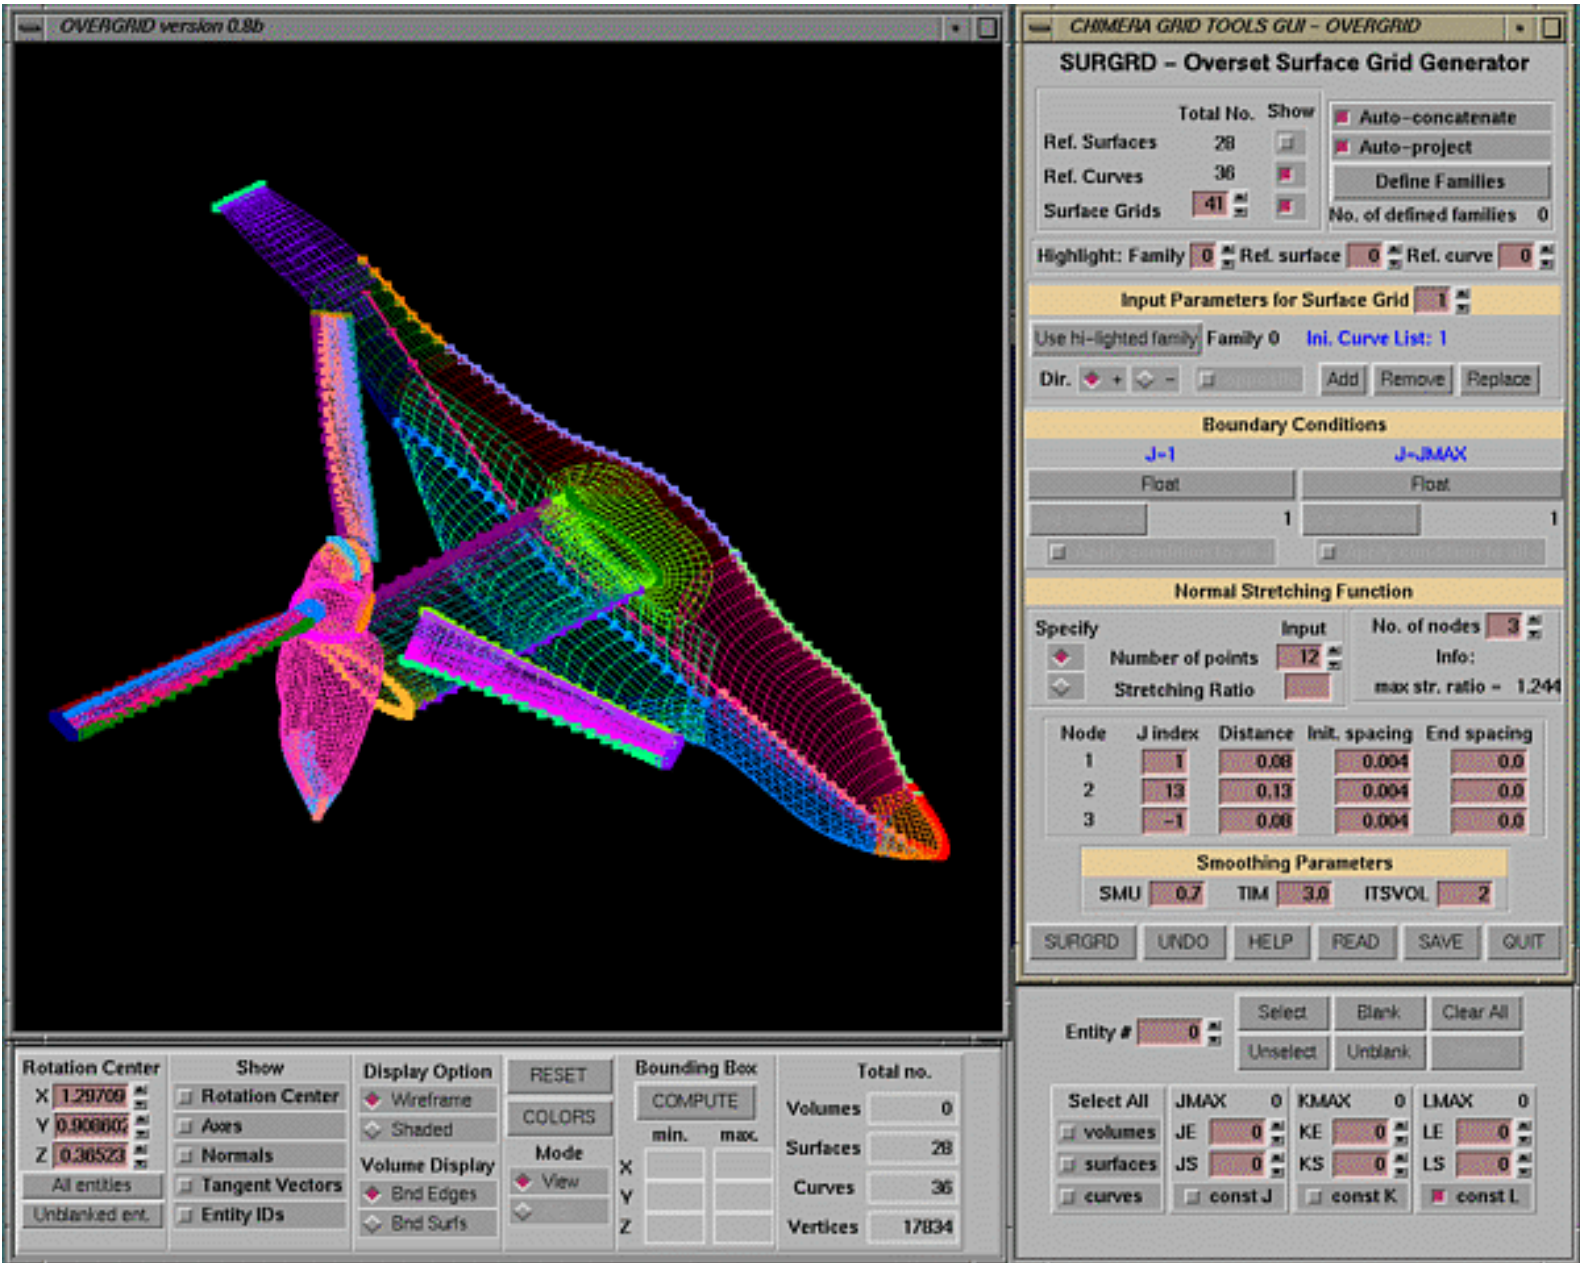 OVERGRID version 0.8b
CHIMERA GRID TOOLS GUI - OVERGRID
SURGRD - Overset Surface Grid Generator
Total No. Show
Ref. Surfaces 28
Ref. Curves 36
Surface Grids 41
Auto-concatenate
Auto-project
Define Families
No. of defined families 0
Highlight: Family 0 Ref. surface 0 Ref. curve 0
Input Parameters for Surface Grid 1
Use hi-lighted family Family 0 Ini. Curve List: 1
Dir. + - opposite Add Remove Replace
Boundary Conditions
J=1 J=JMAX
Float Float
1 1
Normal Stretching Function
Specify Input
Number of points 12
Stretching Ratio
No. of nodes 3
Info:
max str. ratio = 1.244
Node J index Distance Init. spacing End spacing
1 1 0.08 0.004 0.0
2 13 0.13 0.004 0.0
3 -1 0.08 0.004 0.0
Smoothing Parameters
SMU 0.7 TIM 3.0 ITSVOL 2
SURGRD UNDO HELP READ SAVE QUIT
Rotation Center
X 1.29709
Y 0.908602
Z 0.36523
All entities
Unblanked ent.
Show
Rotation Center
Axes
Normals
Tangent Vectors
Entity IDs
Display Option
Wireframe
Shaded
Volume Display
Bnd Edges
Bnd Surfs
RESET
COLORS
Mode
View
Bounding Box
COMPUTE
min. max.
X
Y
Z
Total no.
Volumes 0
Surfaces 28
Curves 36
Vertices 17834
Entity # 0
Select Blank Clear All
Unselect Unblank
Select All
volumes
surfaces
curves
JMAX 0 KMAX 0 LMAX 0
JE 0 KE 0 LE 0
JS 0 KS 0 LS 0
const J const K const L